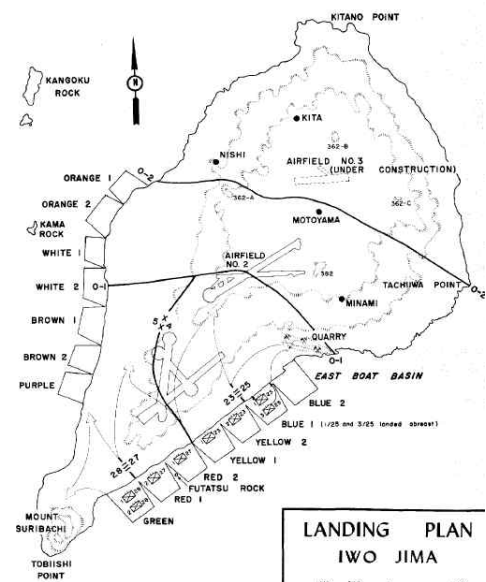 KITANO POINT
KANGOKU
ROCK
N
KITA
362-B
NISHI
AIRFIELD NO.3
(UNDER CONSTRUCTION)
ORANGE 1
O-2
362-A
362-C
ORANGE 2
MOTOYAMA
KAMA
ROCK
WHITE 1
AIRFIELD
NO. 2
382
TACHIIWA POINT
O-2
WHITE 2
O-1
MINAMI
BROWN 1
5 X 4
QUARRY
O-1
BROWN 2
EAST BOAT BASIN
PURPLE
23 = 25
BLUE 2
BLUE 1 (1/25 and 3/25 landed abreast)
YELLOW 2
28 = 27
YELLOW 1
RED 2
FUTATSU ROCK
RED 1
GREEN
MOUNT
SURIBACHI
TOBIISHI
POINT
LANDING PLAN
IWO JIMA